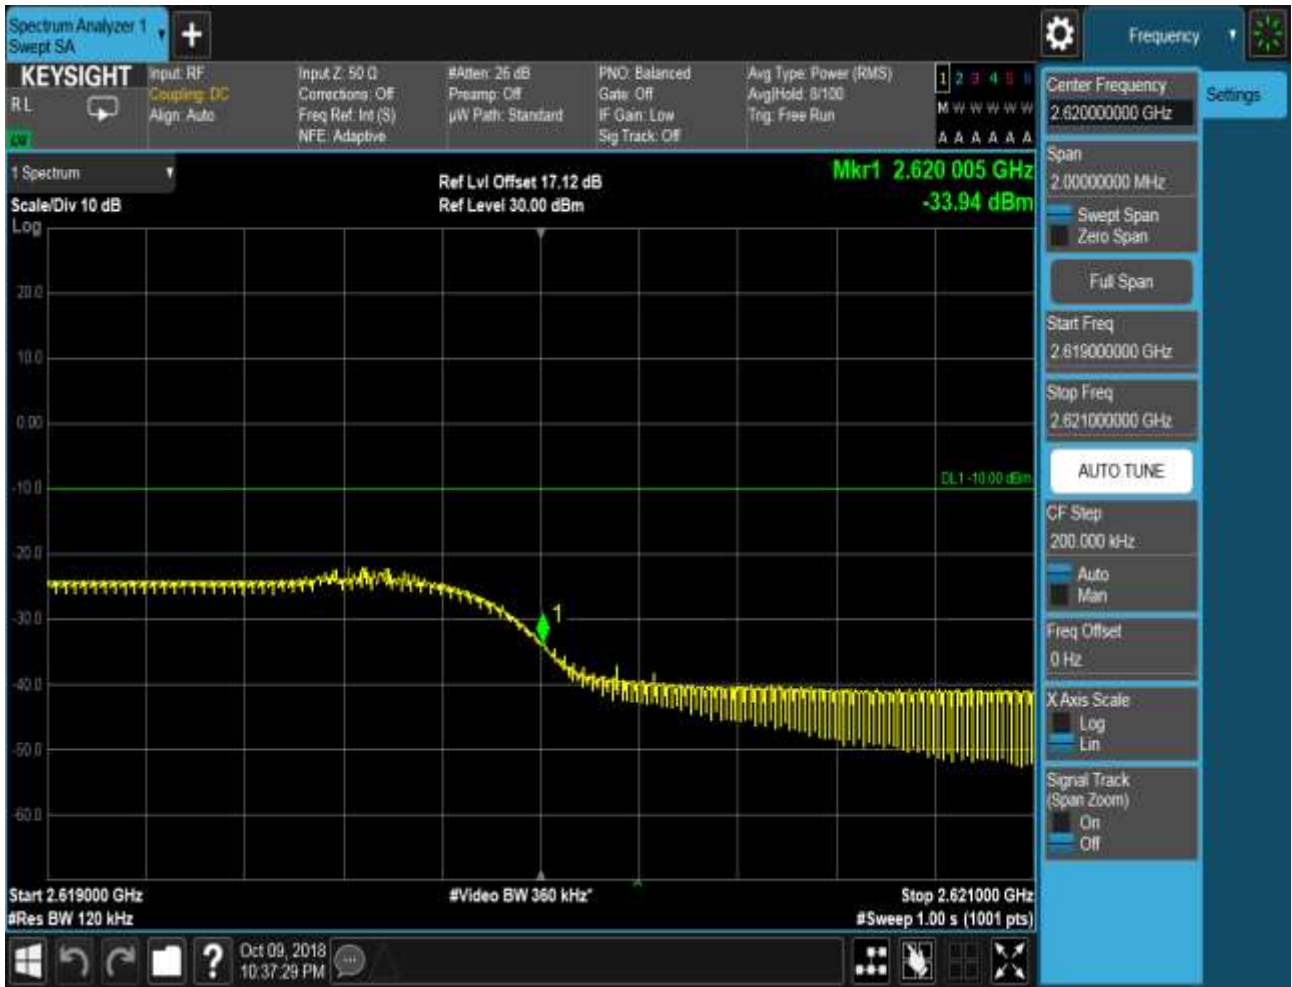 Spectrum Analyzer 1
Swept SA
+
Frequency
KEYSIGHT
RL
Input: RF
Coupling: DC
Align: Auto
Input Z: 50 Ω
Corrections: Off
Freq Ref: Int (S)
NFE: Adaptive
#Atten: 26 dB
Preamp: Off
µW Path: Standard
PNO: Balanced
Gate: Off
IF Gain: Low
Sig Track: Off
Avg Type: Power (RMS)
Avg|Hold: 8/100
Trig: Free Run
1 2 3 4 5 6
M W W W W W
A A A A A A
1 Spectrum
Scale/Div 10 dB
Log
Ref Lvl Offset 17.12 dB
Ref Level 30.00 dBm
Mkr1 2.620 005 GHz
-33.94 dBm
20.0
10.0
0.00
-10.0
-20.0
-30.0
-40.0
-50.0
-60.0
DL1 -10.00 dBm
1
Start 2.619000 GHz
#Res BW 120 kHz
#Video BW 360 kHz*
Stop 2.621000 GHz
#Sweep 1.00 s (1001 pts)
Center Frequency
2.620000000 GHz
Settings
Span
2.00000000 MHz
Swept Span
Zero Span
Full Span
Start Freq
2.619000000 GHz
Stop Freq
2.621000000 GHz
AUTO TUNE
CF Step
200.000 kHz
Auto
Man
Freq Offset
0 Hz
X Axis Scale
Log
Lin
Signal Track
(Span Zoom)
On
Off
?
Oct 09, 2018
10:37:29 PM